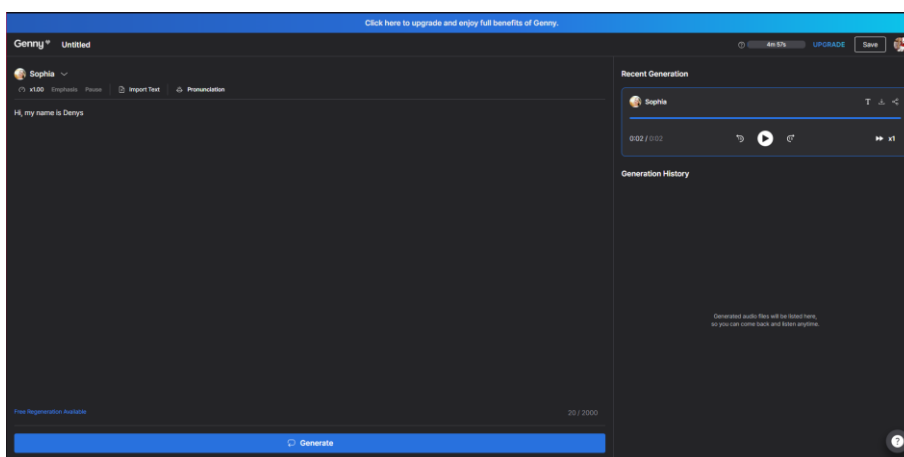 Click here to upgrade and enjoy full benefits of Genny.
Genny Untitled
4m 57s UPGRADE Save
Sophia
x1.00 Emphasis Pause Import Text Pronunciation
Hi, my name is Denys
Free Regeneration Available
20 / 2000
Generate
Recent Generation
Sophia
T
0:02 / 0:02
x1
Generation History
Generated audio files will be listed here,
so you can come back and listen anytime.
?